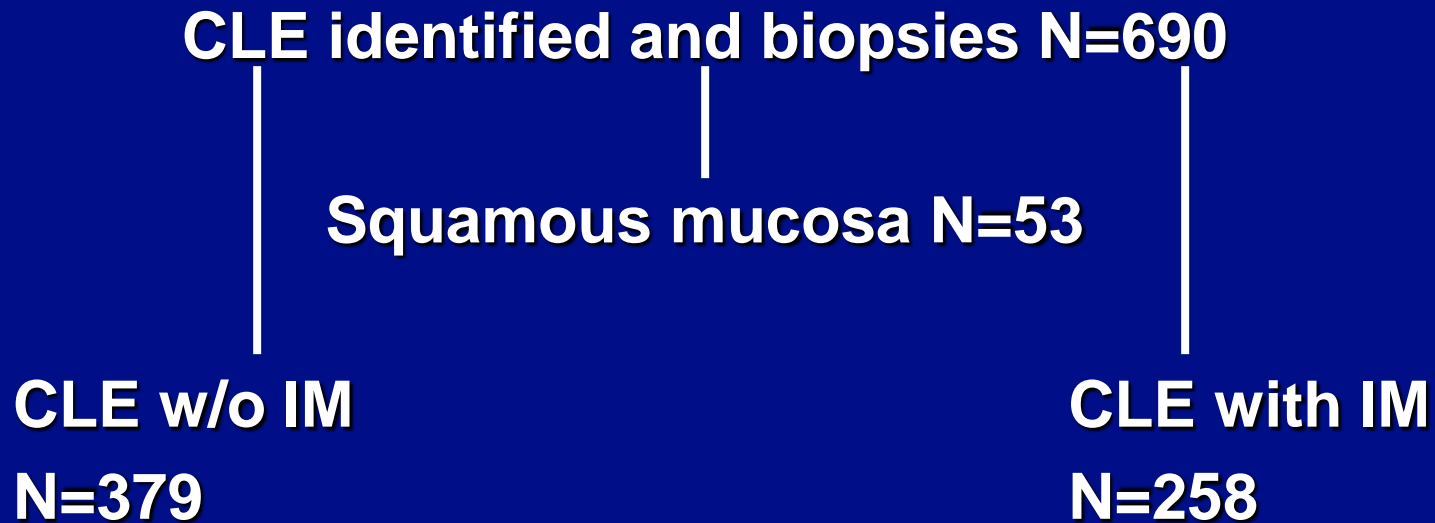 CLE identified and biopsies N=690
Squamous mucosa N=53
CLE w/o IM
N=379
CLE with IM
N=258